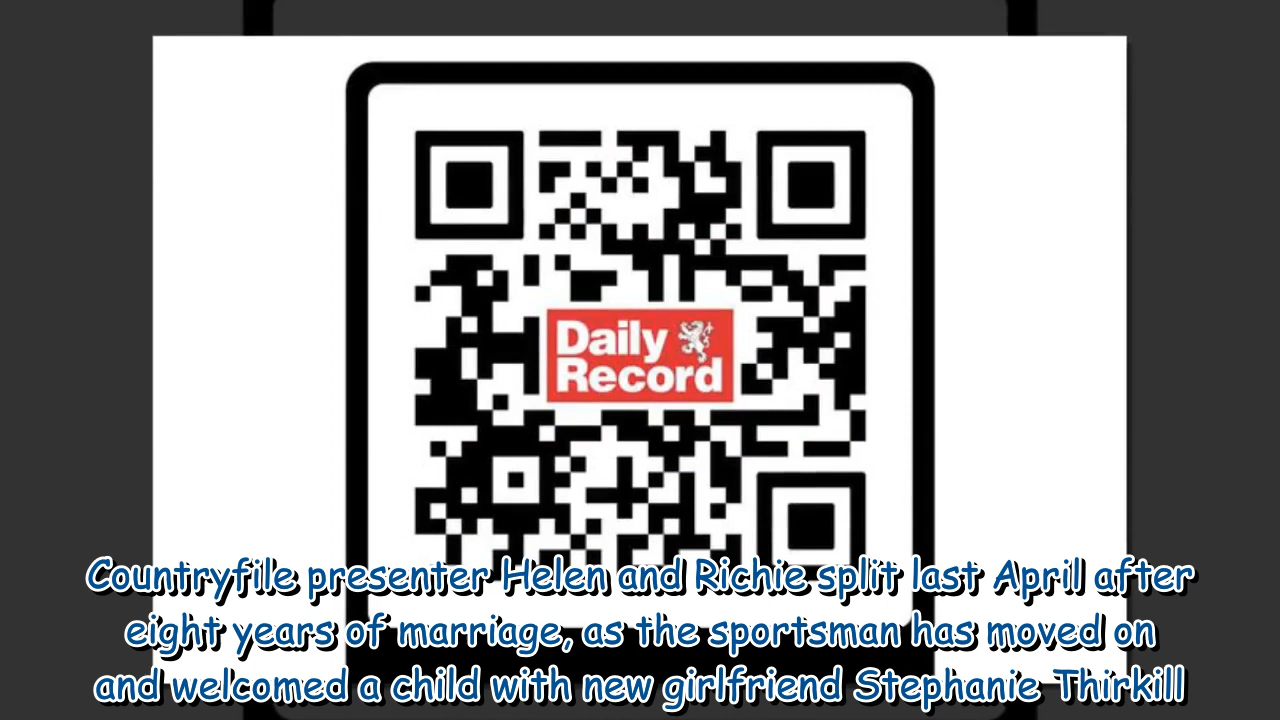 Daily
Record
Countryfile presenter Helen and Richie split last April after
eight years of marriage, as the sportsman has moved on
and welcomed a child with new girlfriend Stephanie Thirkill